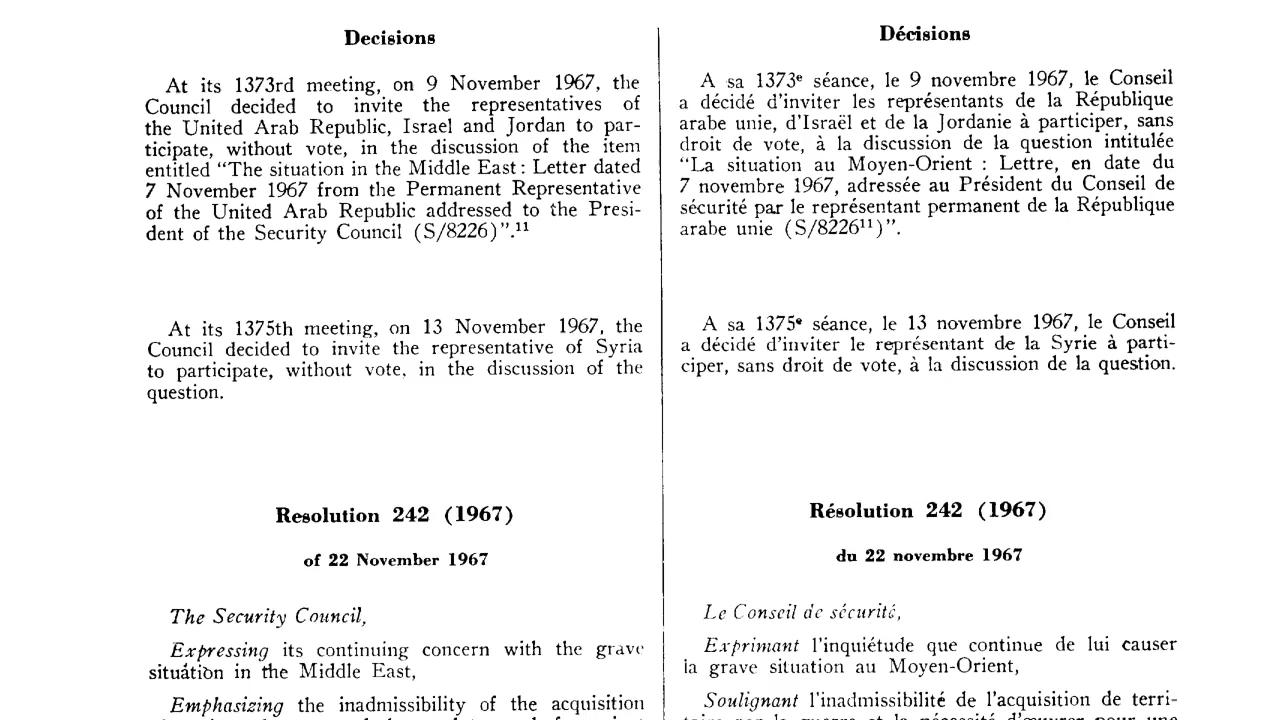 Decisions
At its 1373rd meeting, on 9 November 1967, the
Council decided to invite the representatives of
the United Arab Republic, Israel and Jordan to par-
ticipate, without vote, in the discussion of the item
entitled “The situation in the Middle East: Letter dated
7 November 1967 from the Permanent Representative
of the United Arab Republic addressed to the Presi-
dent of the Security Council (S/8226)”.¹¹
At its 1375th meeting, on 13 November 1967, the
Council decided to invite the representative of Syria
to participate, without vote, in the discussion of the
question.
Resolution 242 (1967)
of 22 November 1967
The Security Council,
Expressing its continuing concern with the grave
situation in the Middle East,
Emphasizing the inadmissibility of the acquisition
Décisions
A sa 1373ᵉ séance, le 9 novembre 1967, le Conseil
a décidé d’inviter les représentants de la République
arabe unie, d’Israël et de la Jordanie à participer, sans
droit de vote, à la discussion de la question intitulée
“La situation au Moyen-Orient : Lettre, en date du
7 novembre 1967, adressée au Président du Conseil de
sécurité par le représentant permanent de la République
arabe unie (S/8226¹¹)”.
A sa 1375ᵉ séance, le 13 novembre 1967, le Conseil
a décidé d’inviter le représentant de la Syrie à parti-
ciper, sans droit de vote, à la discussion de la question.
Résolution 242 (1967)
du 22 novembre 1967
Le Conseil de sécurité,
Exprimant l’inquiétude que continue de lui causer
la grave situation au Moyen-Orient,
Soulignant l’inadmissibilité de l’acquisition de terri-